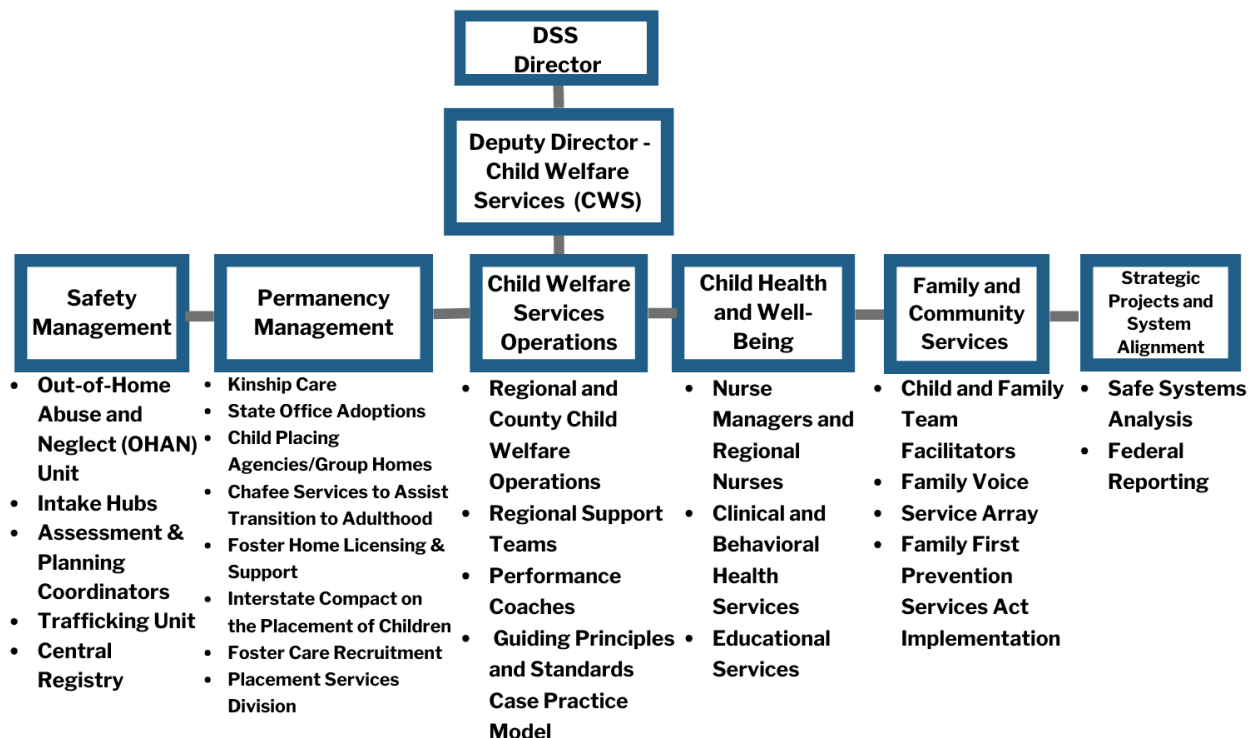 DSS
Director
Deputy Director -
Child Welfare
Services (CWS)
Safety
Management
• Out-of-Home
Abuse and
Neglect (OHAN)
Unit
• Intake Hubs
• Assessment &
Planning
Coordinators
• Trafficking Unit
• Central
Registry
Permanency
Management
• Kinship Care
• State Office Adoptions
• Child Placing
Agencies/Group Homes
• Chafee Services to Assist
Transition to Adulthood
• Foster Home Licensing &
Support
• Interstate Compact on
the Placement of Children
• Foster Care Recruitment
• Placement Services
Division
Child Welfare
Services
Operations
• Regional and
County Child
Welfare
Operations
• Regional Support
Teams
• Performance
Coaches
• Guiding Principles
and Standards
Case Practice
Model
Child Health
and Well-
Being
• Nurse
Managers and
Regional
Nurses
• Clinical and
Behavioral
Health
Services
• Educational
Services
Family and
Community
Services
• Child and Family
Team
Facilitators
• Family Voice
• Service Array
• Family First
Prevention
Services Act
Implementation
Strategic
Projects and
System
Alignment
• Safe Systems
Analysis
• Federal
Reporting